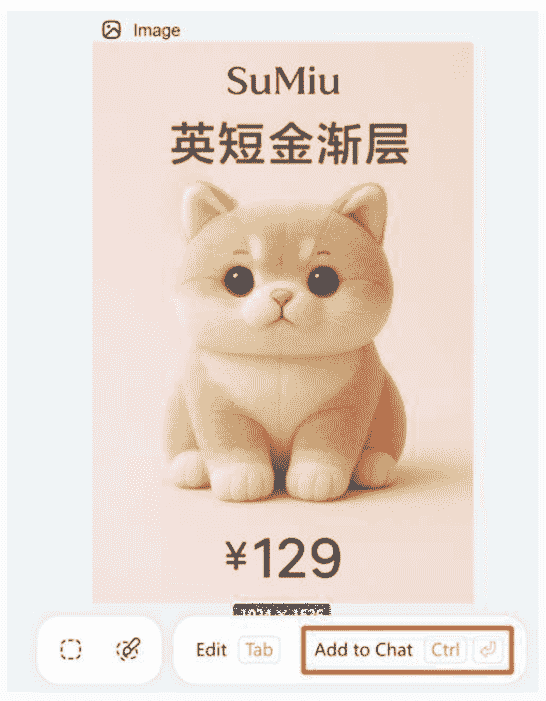 Image
SuMiu
英短金渐层
¥129
Edit Tab Add to Chat Ctrl